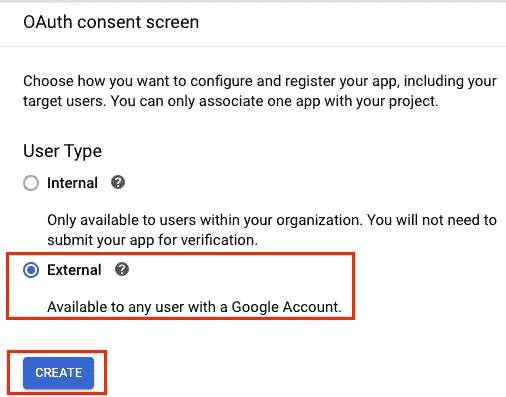 OAuth consent screen
Choose how you want to configure and register your app, including your
target users. You can only associate one app with your project.
User Type
Internal ?
Only available to users within your organization. You will not need to
submit your app for verification.
External ?
Available to any user with a Google Account.
CREATE